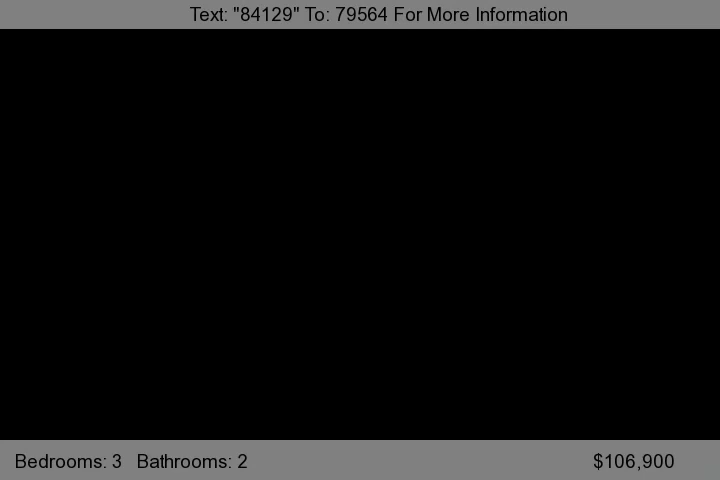 Text: "84129" To: 79564 For More Information
Bedrooms: 3 Bathrooms: 2 $106,900